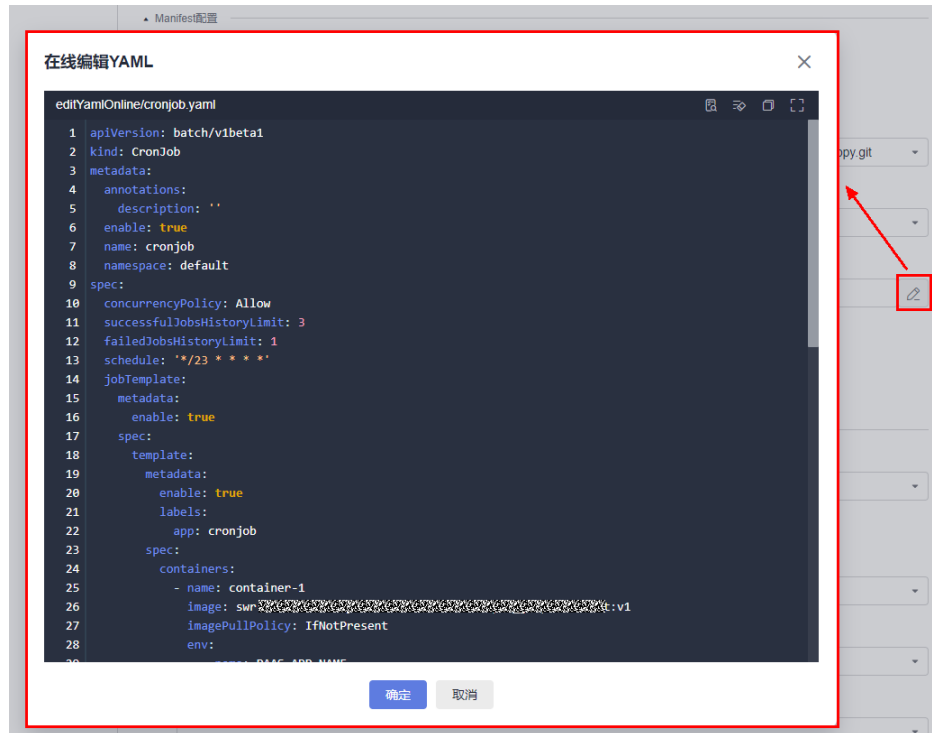 Manifest配置
在线编辑YAML
editYamlOnline/cronjob.yaml
1 apiVersion: batch/v1beta1
2 kind: CronJob
3 metadata:
4 annotations:
5 description: ''
6 enable: true
7 name: cronjob
8 namespace: default
9 spec:
10 concurrencyPolicy: Allow
11 successfulJobsHistoryLimit: 3
12 failedJobsHistoryLimit: 1
13 schedule: '*/23 * * * *'
14 jobTemplate:
15 metadata:
16 enable: true
17 spec:
18 template:
19 metadata:
20 enable: true
21 labels:
22 app: cronjob
23 spec:
24 containers:
25 - name: container-1
26 image: swr t:v1
27 imagePullPolicy: IfNotPresent
28 env:
opy.git
确定 取消